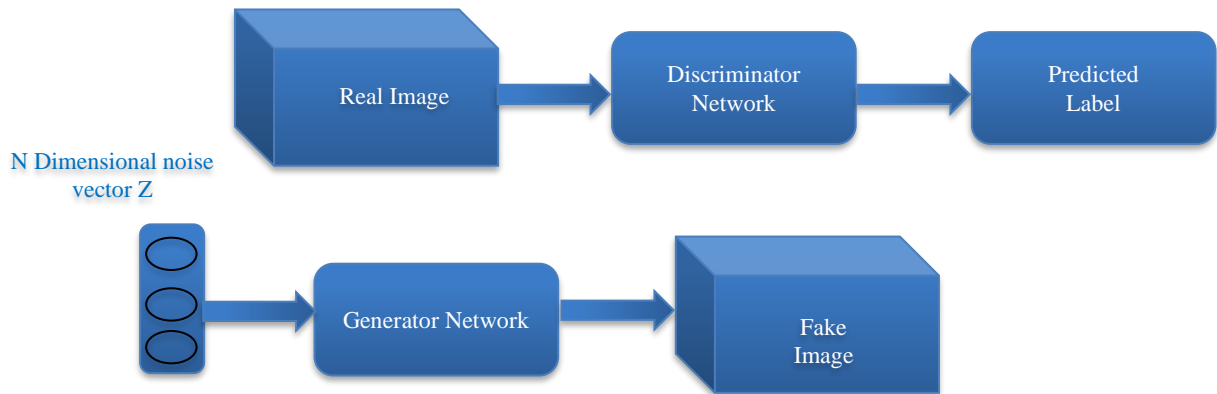 Real Image
Discriminator
Network
Predicted
Label
N Dimensional noise
vector Z
Generator Network
Fake
Image